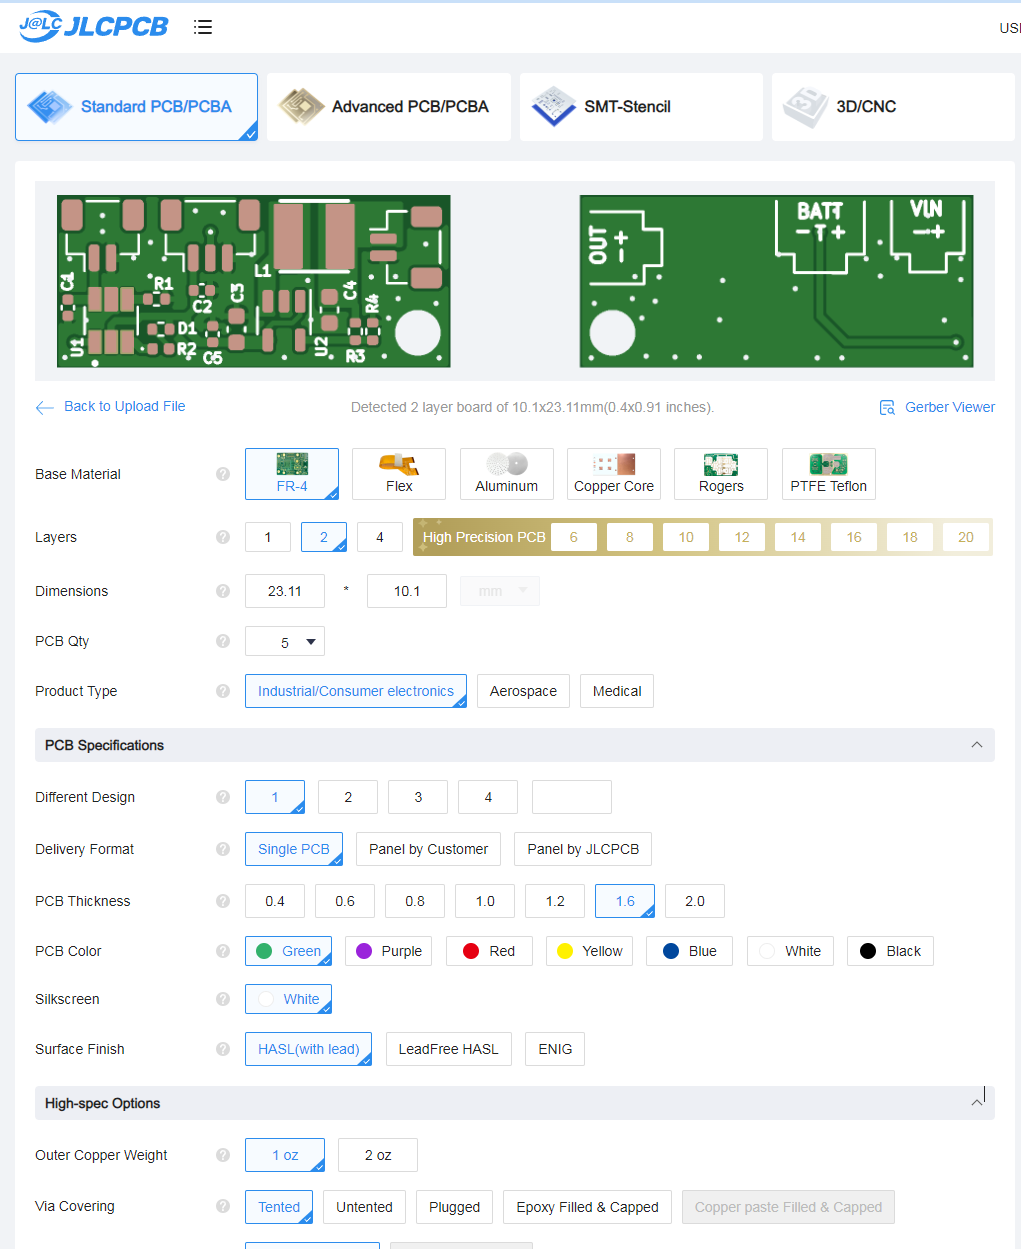 J@LC JLCPCB
Standard PCB/PCBA Advanced PCB/PCBA SMT-Stencil 3D/CNC
C1 U1 R1 C2 D1 R2 C5 C3 L1 U2 C4 R4 R3
OUT + - BATT - T + VIN - +
Back to Upload File Detected 2 layer board of 10.1x23.11mm(0.4x0.91 inches). Gerber Viewer
Base Material ? FR-4 Flex Aluminum Copper Core Rogers PTFE Teflon
Layers ? 1 2 4 High Precision PCB 6 8 10 12 14 16 18 20
Dimensions ? 23.11 * 10.1 mm
PCB Qty ? 5
Product Type ? Industrial/Consumer electronics Aerospace Medical
PCB Specifications
Different Design ? 1 2 3 4
Delivery Format ? Single PCB Panel by Customer Panel by JLCPCB
PCB Thickness ? 0.4 0.6 0.8 1.0 1.2 1.6 2.0
PCB Color ? Green Purple Red Yellow Blue White Black
Silkscreen ? White
Surface Finish ? HASL(with lead) LeadFree HASL ENIG
High-spec Options
Outer Copper Weight ? 1 oz 2 oz
Via Covering ? Tented Untented Plugged Epoxy Filled & Capped Copper paste Filled & Capped